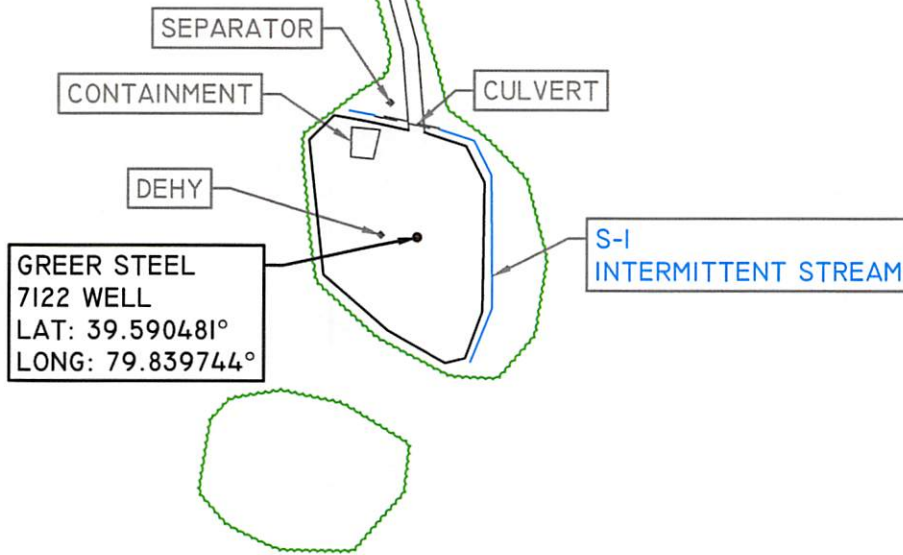 SEPARATOR
CONTAINMENT
CULVERT
DEHY
GREER STEEL
7122 WELL
LAT: 39.590481°
LONG: 79.839744°
S-1
INTERMITTENT STREAM